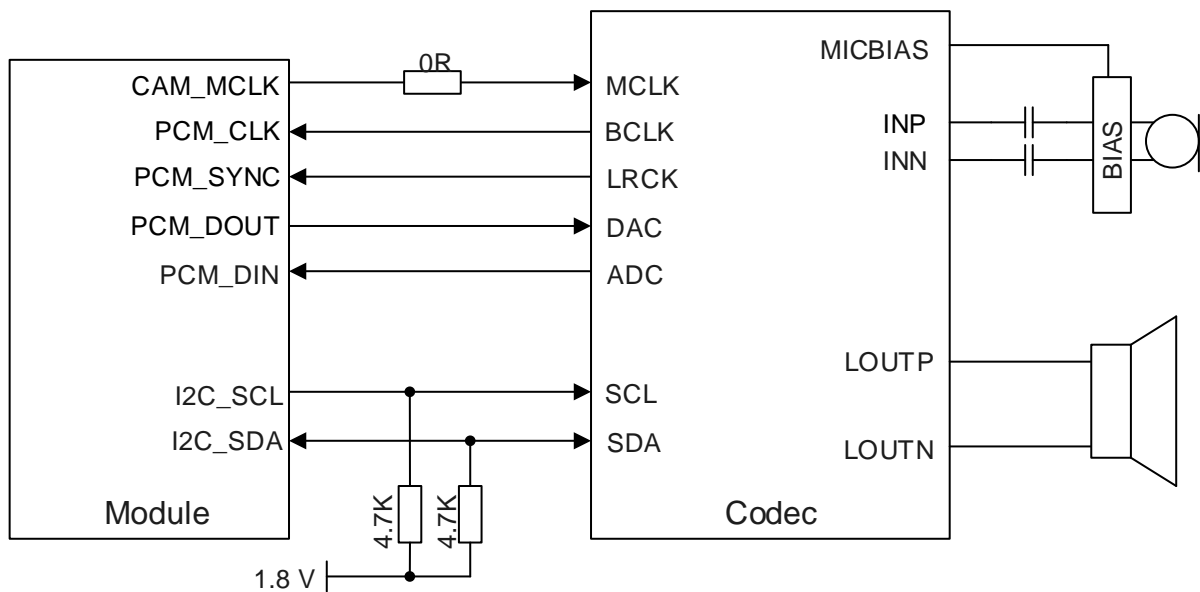 0R
CAM_MCLK
PCM_CLK
PCM_SYNC
PCM_DOUT
PCM_DIN
I2C_SCL
I2C_SDA
Module
4.7K
4.7K
1.8 V
MCLK
BCLK
LRCK
DAC
ADC
SCL
SDA
Codec
MICBIAS
INP
INN
LOUTP
LOUTN
BIAS